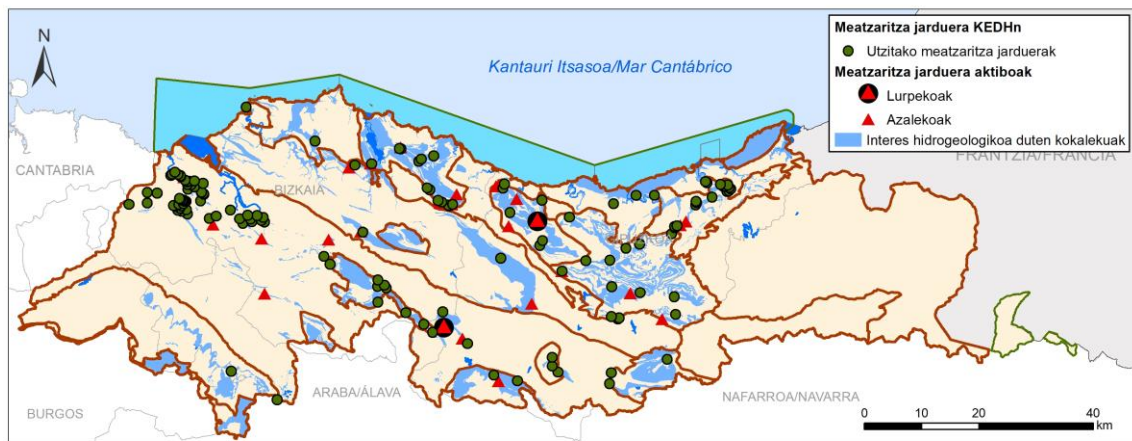 N
Kantauri Itsasoa/Mar Cantábrico
Meatzaritza jarduera KEDHn
Utzitako meatzaritza jarduerak
Meatzaritza jarduera aktiboak
Lurpekoak
Azalekoak
Interes hidrogeologikoa duten kokalekuak
FRANTZIA/FRANCIA
CANTABRIA
BIZKAIA
ARABA/ÁLAVA
NAFARROA/NAVARRA
BURGOS
0 10 20 40
km